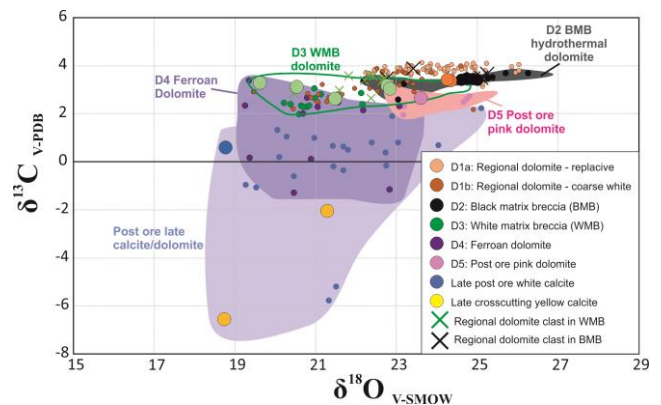 6
4
2
0
-2
-4
-6
-8
15
17
19
21
23
25
27
29
δ¹³C V-PDB
δ¹⁸O V-SMOW
D2 BMB
hydrothermal
dolomite
D3 WMB
dolomite
D4 Ferroan
Dolomite
D5 Post ore
pink dolomite
Post ore late
calcite/dolomite
D1a: Regional dolomite - replacive
D1b: Regional dolomite - coarse white
D2: Black matrix breccia (BMB)
D3: White matrix breccia (WMB)
D4: Ferroan dolomite
D5: Post ore pink dolomite
Late post ore white calcite
Late crosscutting yellow calcite
Regional dolomite clast in WMB
Regional dolomite clast in BMB